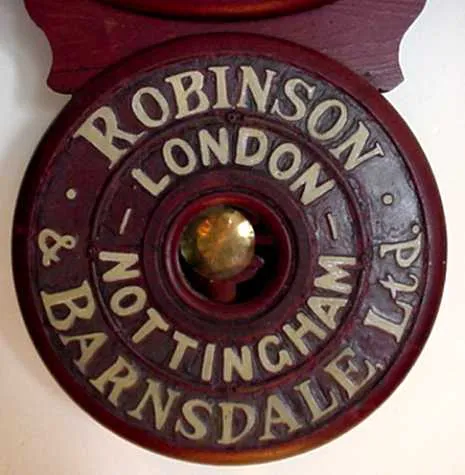 ROBINSON
& BARNSDALE Ltd.
LONDON
NOTTINGHAM